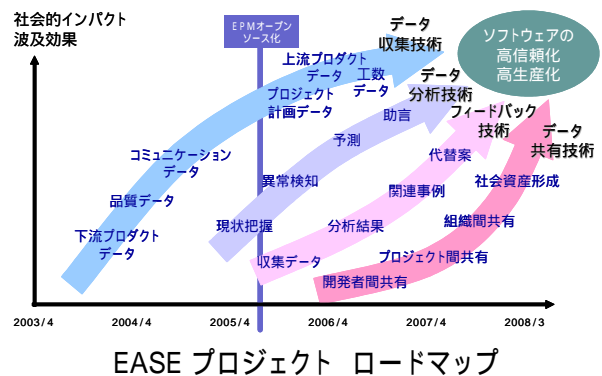 社会的インパクト
波及効果
EPMオープン
ソース化
データ
収集技術
ソフトウェアの
高信頼化
高生産化
上流プロダクト
データ
工数
データ
データ
分析技術
プロジェクト
計画データ
助言
フィードバック
技術
データ
共有技術
予測
コミュニケーション
データ
代替案
異常検知
関連事例
社会資産形成
品質データ
現状把握
分析結果
組織間共有
下流プロダクト
データ
収集データ
プロジェクト間共有
開発者間共有
2003/4 2004/4 2005/4 2006/4 2007/4 2008/3
EASE プロジェクト ロードマップ